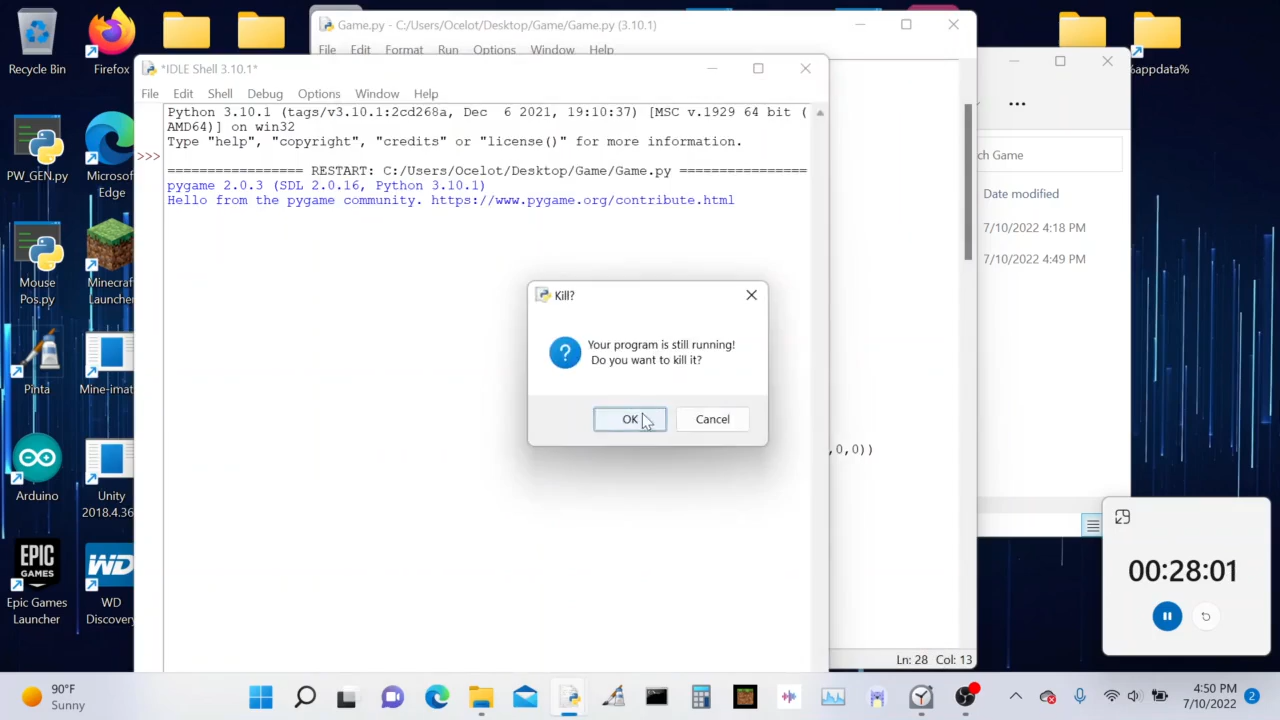 Game.py - C:/Users/Ocelot/Desktop/Game/Game.py (3.10.1)
File Edit Format Run Options Window Help
Recycle Bin
Firefox
%appdata%
*IDLE Shell 3.10.1*
File Edit Shell Debug Options Window Help
Python 3.10.1 (tags/v3.10.1:2cd268a, Dec  6 2021, 19:10:37) [MSC v.1929 64 bit (
AMD64)] on win32
Type "help", "copyright", "credits" or "license()" for more information.
>>>
================= RESTART: C:/Users/Ocelot/Desktop/Game/Game.py ================
pygame 2.0.3 (SDL 2.0.16, Python 3.10.1)
Hello from the pygame community. https://www.pygame.org/contribute.html
ch Game
Date modified
7/10/2022 4:18 PM
7/10/2022 4:49 PM
PW_GEN.py
Microsof
Edge
Mouse
Pos.py
Minecraf
Launcher
Pinta
Mine-imat
Arduino
Unity
2018.4.36
EPIC
GAMES
Epic Games
Launcher
WD
WD
Discovery
Kill?
Your program is still running!
Do you want to kill it?
OK
Cancel
,0,0))
00:28:01
Ln: 28 Col: 13
90°F
Sunny
4:50 PM
7/10/2022
2